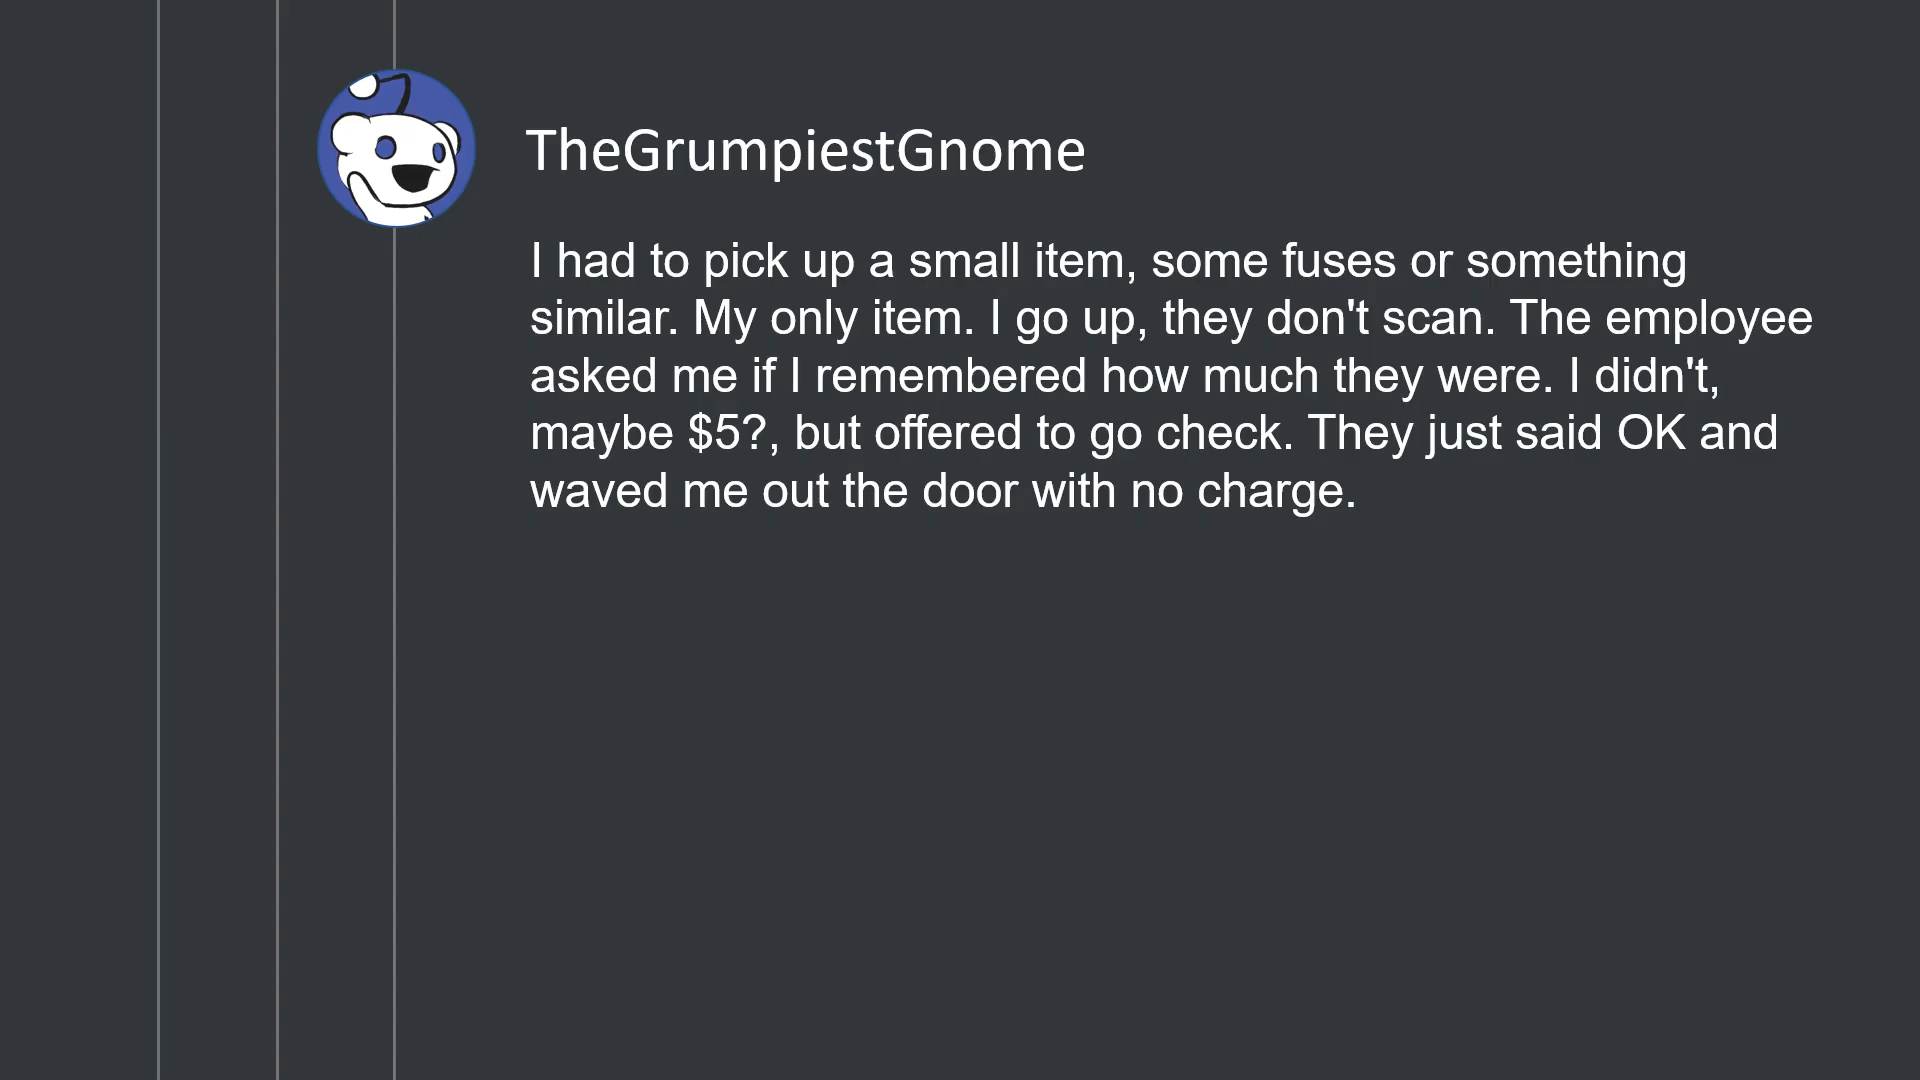 TheGrumpiestGnome
I had to pick up a small item, some fuses or something
similar. My only item. I go up, they don't scan. The employee
asked me if I remembered how much they were. I didn't,
maybe $5?, but offered to go check. They just said OK and
waved me out the door with no charge.